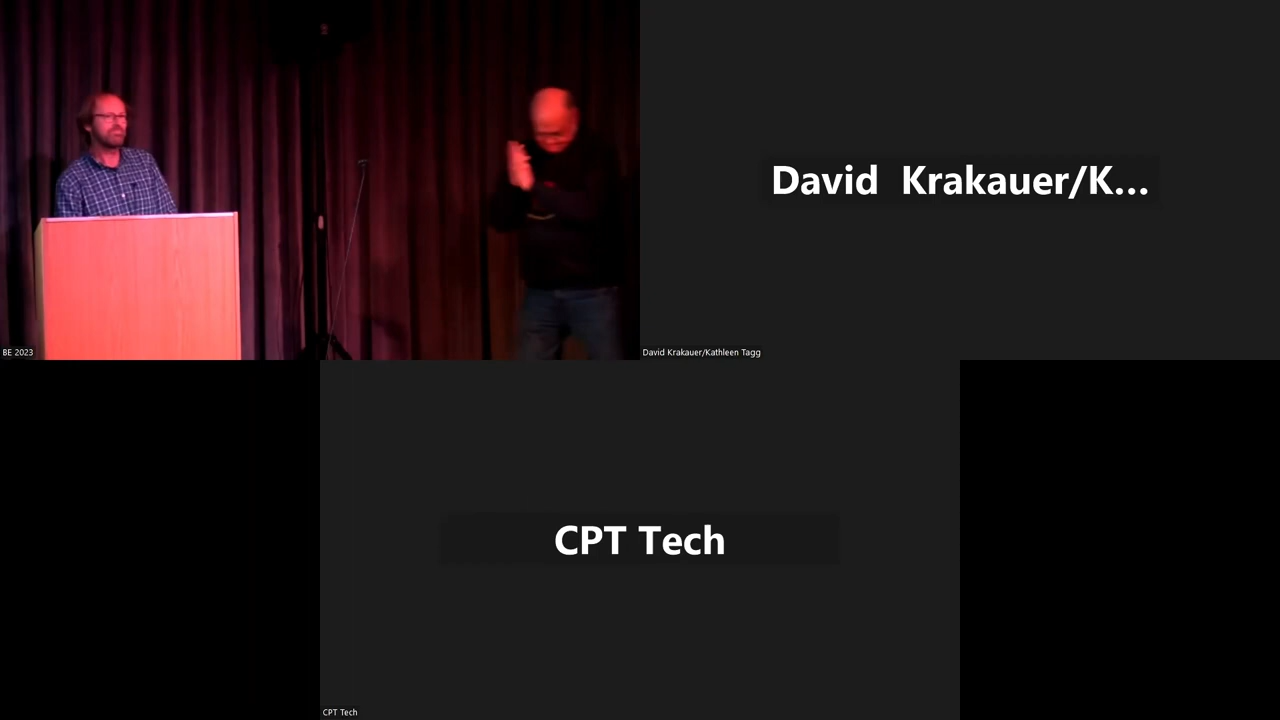 David Krakauer/K...
BE 2023
David Krakauer/Kathleen Tagg
CPT Tech
CPT Tech